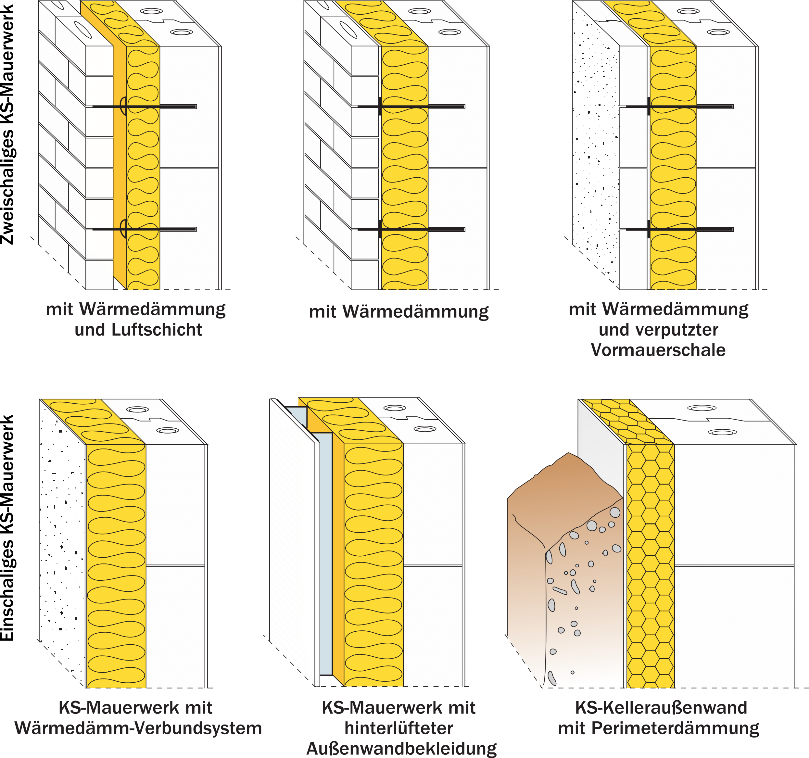 Zweischaliges KS-Mauerwerk
mit Wärmedämmung
und Luftschicht
mit Wärmedämmung
mit Wärmedämmung
und verputzter
Vormauerschale
Einschaliges KS-Mauerwerk
KS-Mauerwerk mit
Wärmedämm-Verbundsystem
KS-Mauerwerk mit
hinterlüfteter
Außenwandbekleidung
KS-Kelleraußenwand
mit Perimeterdämmung